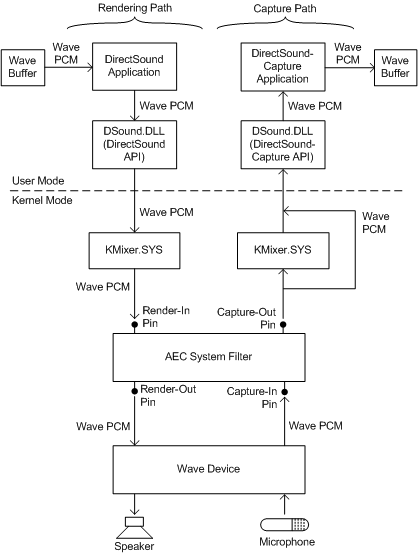 Rendering Path
Capture Path
Wave
Buffer
Wave
PCM
DirectSound
Application
DirectSound-
Capture
Application
Wave
PCM
Wave
Buffer
Wave PCM
Wave PCM
DSound.DLL
(DirectSound
API)
DSound.DLL
(DirectSound-
Capture API)
User Mode
Kernel Mode
Wave PCM
Wave
PCM
KMixer.SYS
KMixer.SYS
Wave PCM
Render-In
Pin
Capture-Out
Pin
AEC System Filter
Render-Out
Pin
Capture-In
Pin
Wave PCM
Wave PCM
Wave Device
Speaker
Microphone